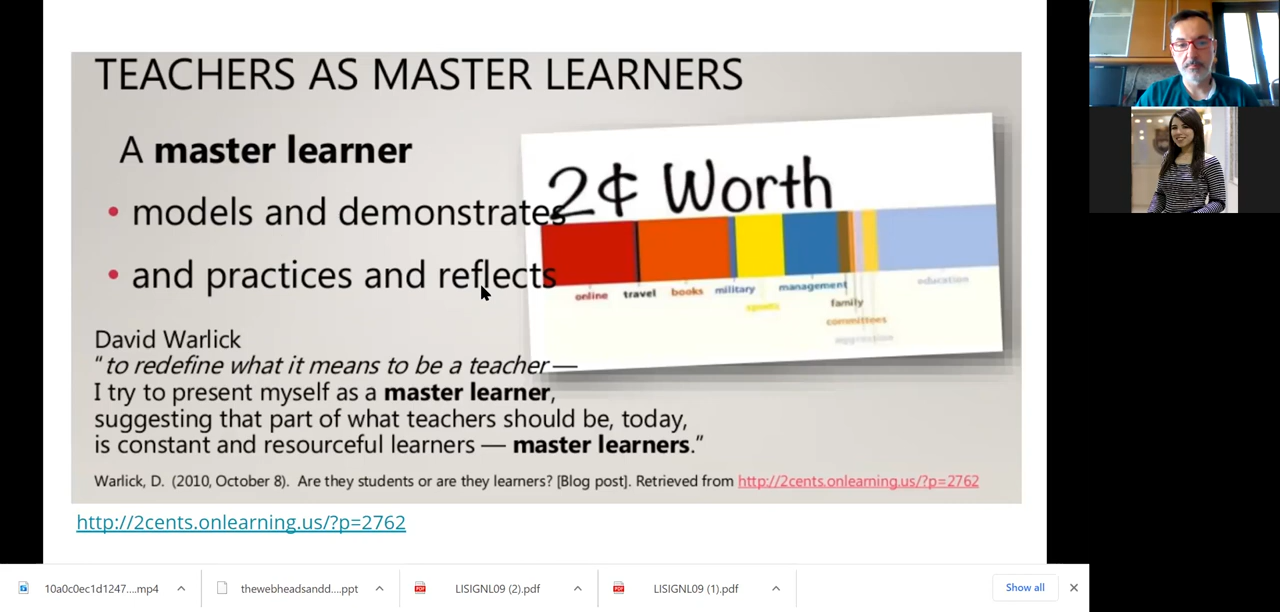 TEACHERS AS MASTER LEARNERS
A master learner
• models and demonstrates
• and practices and reflects
2¢ Worth
online travel books military management education
sports
family
committees
aggression
David Warlick
"to redefine what it means to be a teacher—
I try to present myself as a master learner,
suggesting that part of what teachers should be, today,
is constant and resourceful learners — master learners."
Warlick, D. (2010, October 8). Are they students or are they learners? [Blog post]. Retrieved from http://2cents.onlearning.us/?p=2762
http://2cents.onlearning.us/?p=2762
10a0c0ec1d1247....mp4
thewebheadsandd....ppt
LISIGNL09 (2).pdf
LISIGNL09 (1).pdf
Show all